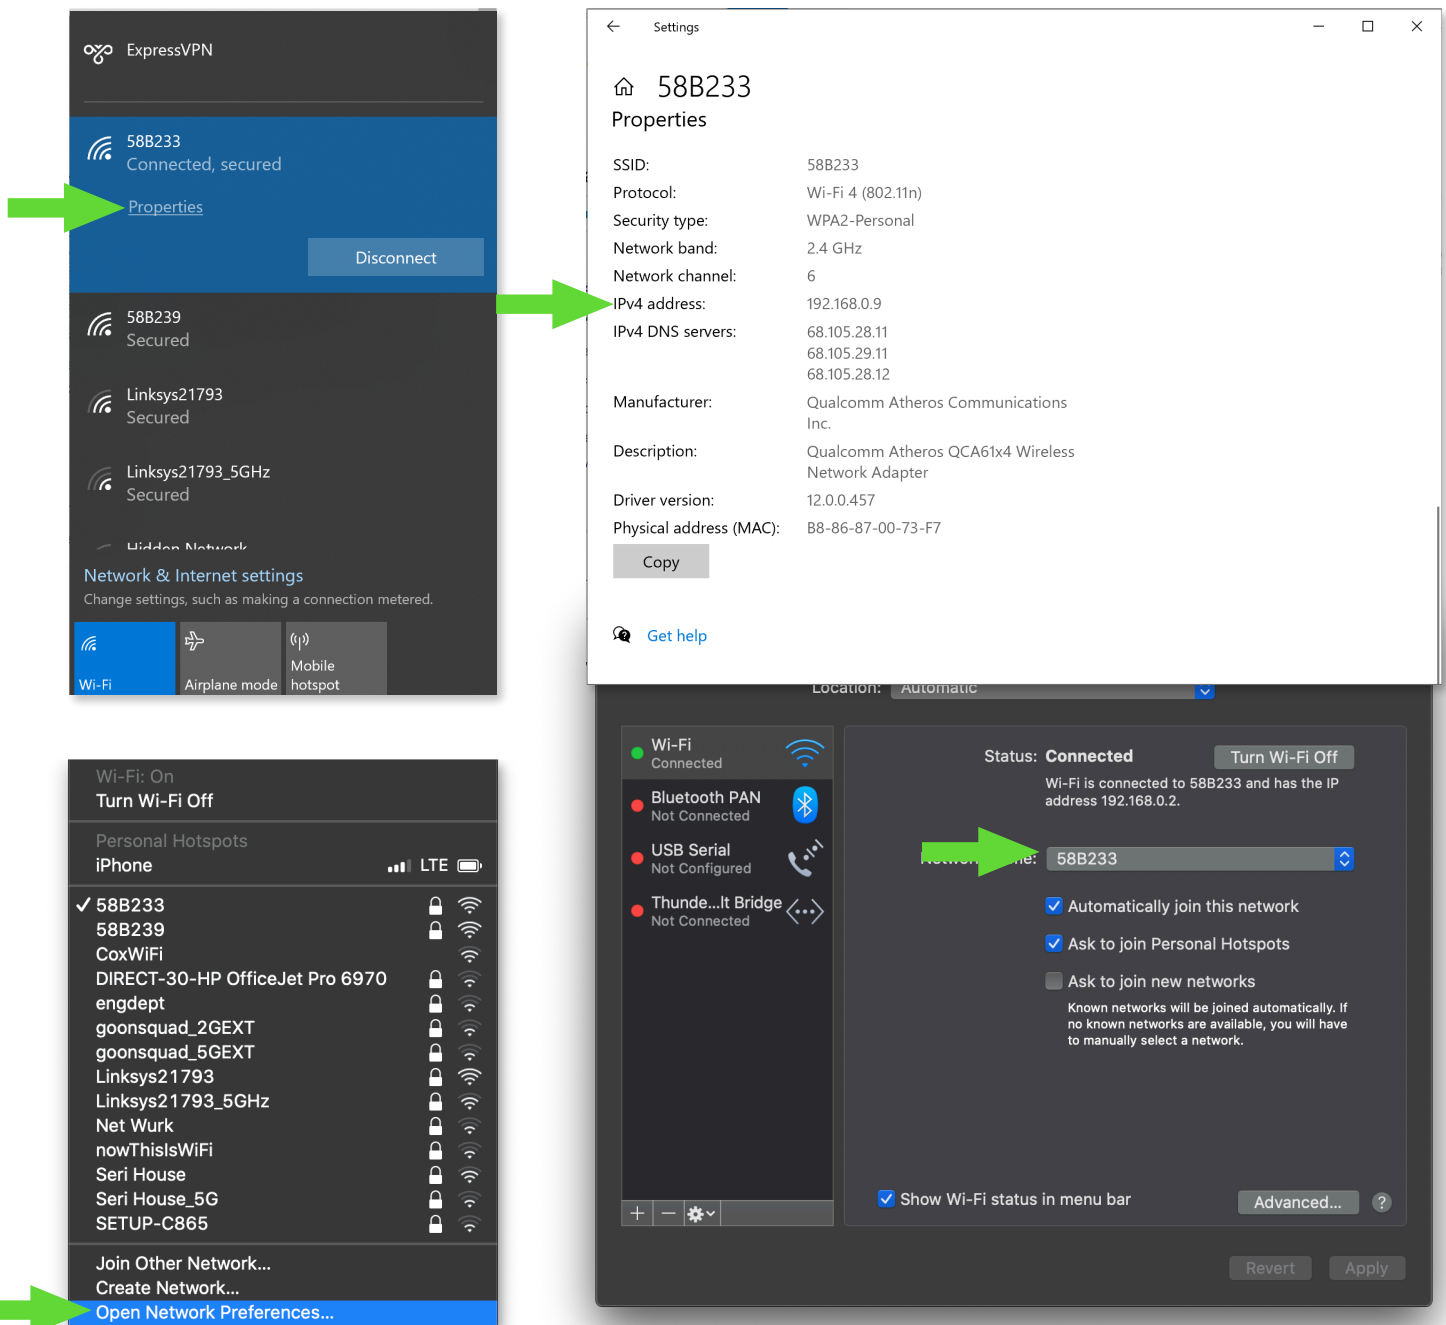 ExpressVPN
58B233
Connected, secured
Properties
Disconnect
58B239
Secured
Linksys21793
Secured
Linksys21793_5GHz
Secured
Hidden Network
Network & Internet settings
Change settings, such as making a connection metered.
Wi-Fi
Airplane mode
Mobile
hotspot
Settings
58B233
Properties
SSID: 58B233
Protocol: Wi-Fi 4 (802.11n)
Security type: WPA2-Personal
Network band: 2.4 GHz
Network channel: 6
IPv4 address: 192.168.0.9
IPv4 DNS servers: 68.105.28.11
68.105.29.11
68.105.28.12
Manufacturer: Qualcomm Atheros Communications
Inc.
Description: Qualcomm Atheros QCA61x4 Wireless
Network Adapter
Driver version: 12.0.0.457
Physical address (MAC): B8-86-87-00-73-F7
Copy
Get help
Wi-Fi: On
Turn Wi-Fi Off
Personal Hotspots
iPhone LTE
58B233
58B239
CoxWiFi
DIRECT-30-HP OfficeJet Pro 6970
engdept
goonsquad_2GEXT
goonsquad_5GEXT
Linksys21793
Linksys21793_5GHz
Net Wurk
nowThisIsWiFi
Seri House
Seri House_5G
SETUP-C865
Join Other Network...
Create Network...
Open Network Preferences...
Location: Automatic
Wi-Fi
Connected
Bluetooth PAN
Not Connected
USB Serial
Not Configured
Thunde...lt Bridge
Not Connected
Status: Connected
Turn Wi-Fi Off
Wi-Fi is connected to 58B233 and has the IP
address 192.168.0.2.
58B233
Automatically join this network
Ask to join Personal Hotspots
Ask to join new networks
Known networks will be joined automatically. If
no known networks are available, you will have
to manually select a network.
Show Wi-Fi status in menu bar
Advanced...
?
Revert
Apply